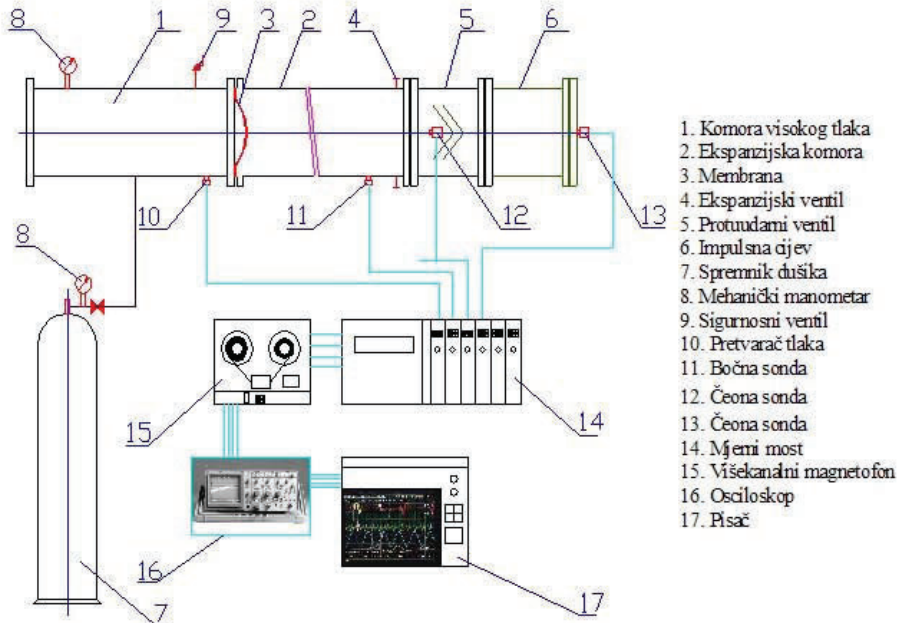 8
1
9
3
2
4
5
6
10
11
12
13
8
15
14
16
17
7
1. Komora visokog tlaka
2. Ekspanzijska komora
3. Membrana
4. Ekspanzijski ventil
5. Protuudarni ventil
6. Impulsna cijev
7. Spremnik dušika
8. Mehanički manometar
9. Sigurnosni ventil
10. Pretvarač tlaka
11. Bočna sonda
12. Čeona sonda
13. Čeona sonda
14. Mjerni most
15. Višekanalni magnetofon
16. Osciloskop
17. Pisač